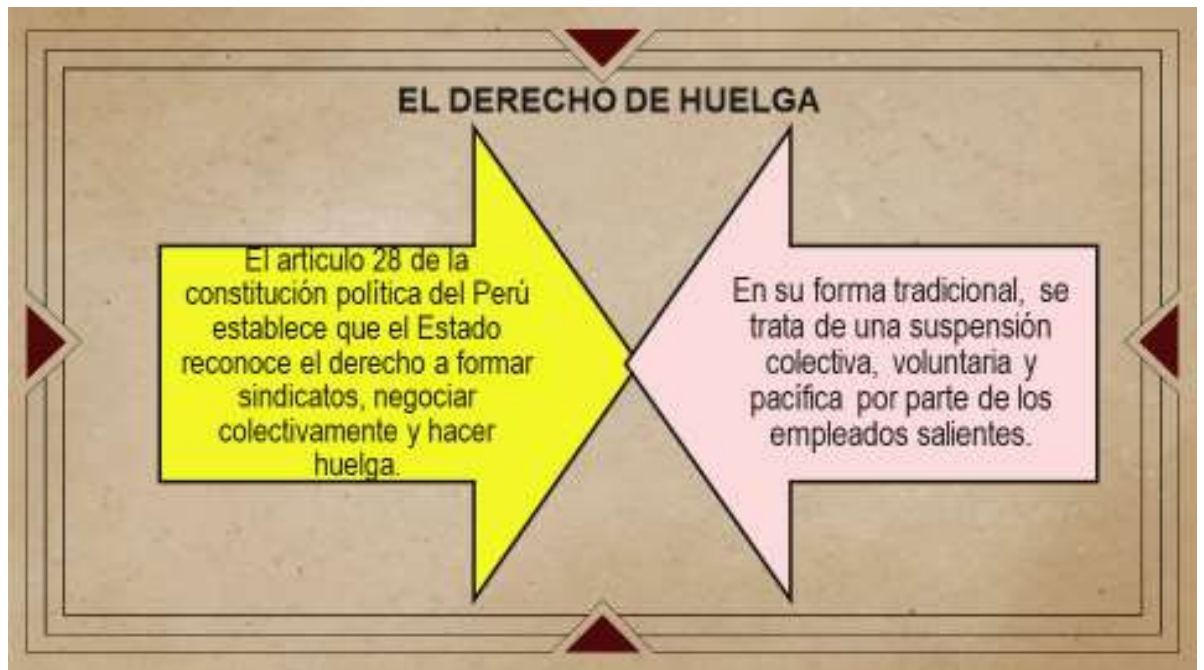 EL DERECHO DE HUELGA
El artículo 28 de la
constitución política del Perú
establece que el Estado
reconoce el derecho a formar
sindicatos, negociar
colectivamente y hacer
huelga.
En su forma tradicional, se
trata de una suspensión
colectiva, voluntaria y
pacífica por parte de los
empleados salientes.